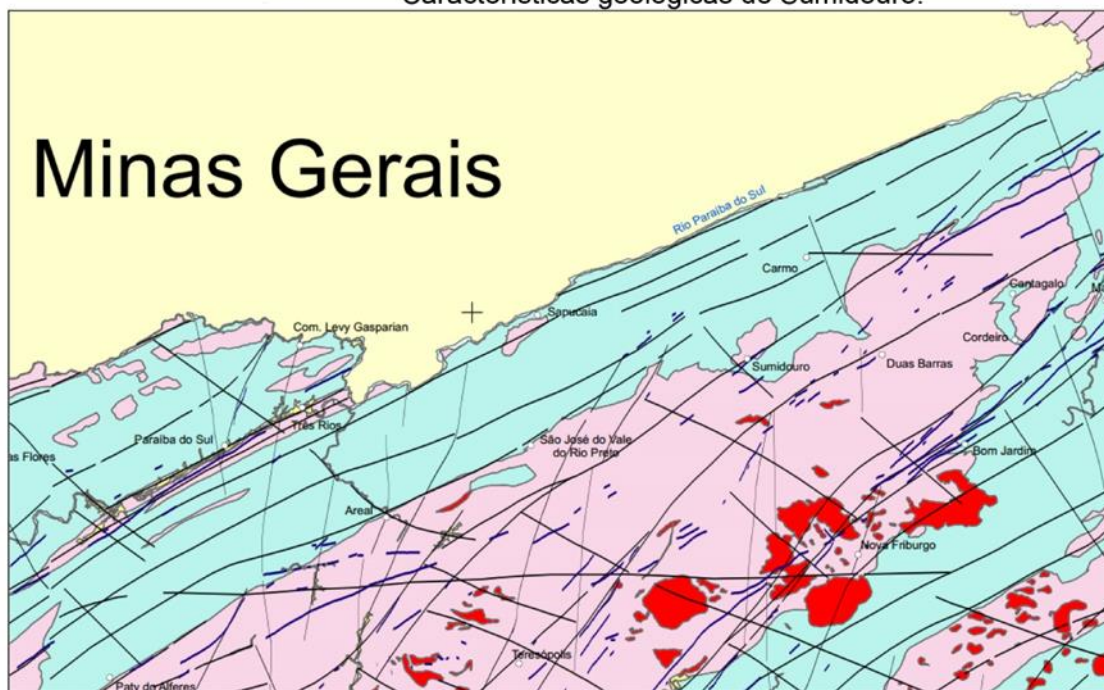 Características geológicas de Sumidouro.
Minas Gerais
Rio Paraíba do Sul
Carmo
Cantagalo
Sapucaia
Com. Levy Gasparian
Cordeiro
Sumidouro
Duas Barras
Três Rios
Paraíba do Sul
São José do Vale
do Rio Preto
as Flores
Bom Jardim
Areal
Nova Friburgo
Teresópolis
Paty do Alferes